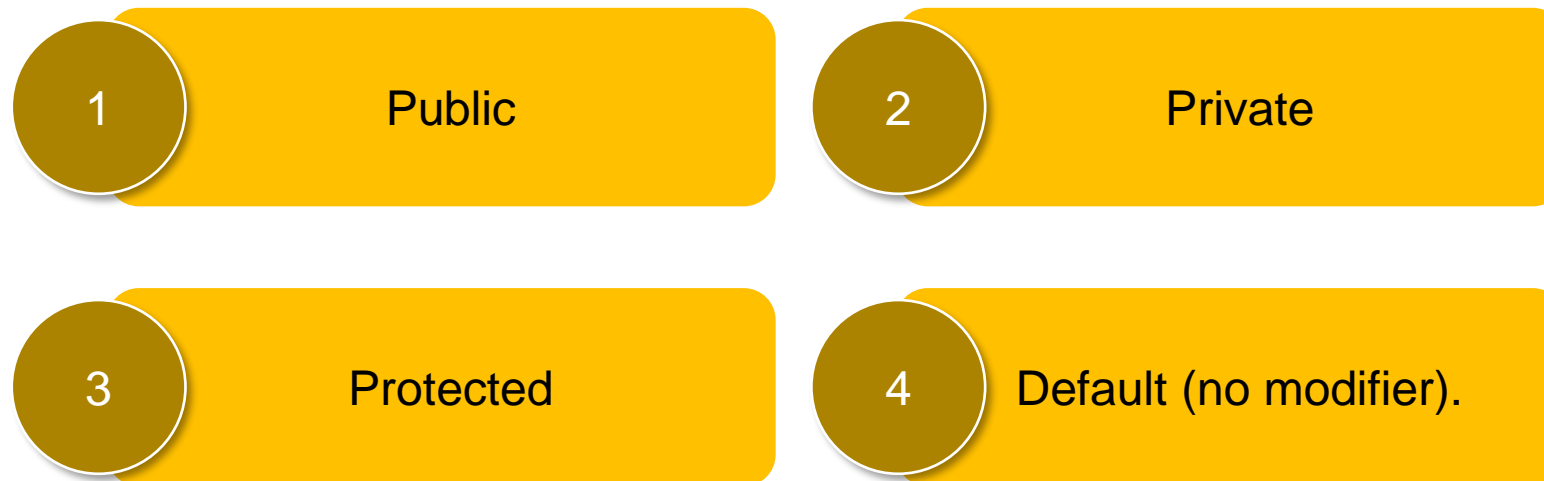 1 Public
2 Private
3 Protected
4 Default (no modifier).